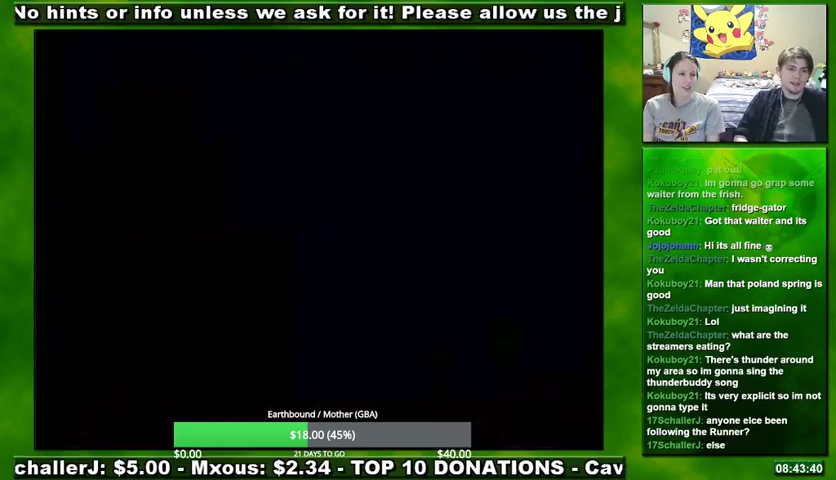 No hints or info unless we ask for it! Please allow us the j
can't
TOUCH
pat out!
Kokuboy21: Im gonna go grap some
waiter from the frish.
TheZeldaChapter: fridge-gator
Kokuboy21: Got that waiter and its
good
Jojojohann: Hi its all fine
TheZeldaChapter: I wasn't correcting
you
Kokuboy21: Man that poland spring is
good
TheZeldaChapter: just imagining it
Kokuboy21: Lol
TheZeldaChapter: what are the
streamers eating?
Kokuboy21: There's thunder around
my area so im gonna sing the
thunderbuddy song
Kokuboy21: Its very explicit so im not
gonna type it
17SchallerJ: anyone elce been
following the Runner?
17SchallerJ: else
Earthbound / Mother (GBA)
$18.00 (45%)
$0.00 21 DAYS TO GO $40.00
challerJ: $5.00 - Mxous: $2.34 - TOP 10 DONATIONS - Cav
08:43:40